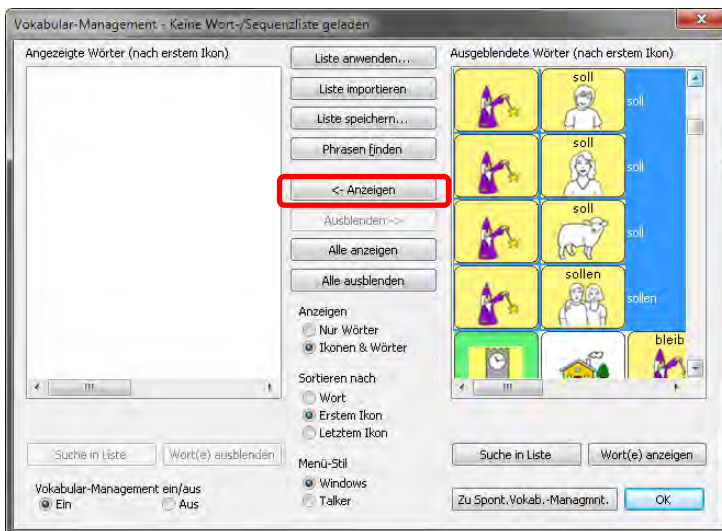 Vokabular-Management - Keine Wort-/Sequenzliste geladen
Angezeigte Wörter (nach erstem Ikon)
Liste anwenden...
Liste importieren
Liste speichern...
Phrasen finden
<- Anzeigen
Ausblenden ->
Alle anzeigen
Alle ausblenden
Anzeigen
Nur Wörter
Ikonen & Wörter
Sortieren nach
Wort
Erstem Ikon
Letztem Ikon
Menü-Stil
Windows
Talker
Ausgeblendete Wörter (nach erstem Ikon)
soll
soll
soll
soll
soll
soll
sollen
sollen
bleib
Suche in Liste
Wort(e) ausblenden
Vokabular-Management ein/aus
Ein
Aus
Suche in Liste
Wort(e) anzeigen
Zu Spont.Vokab.-Managmnt.
OK